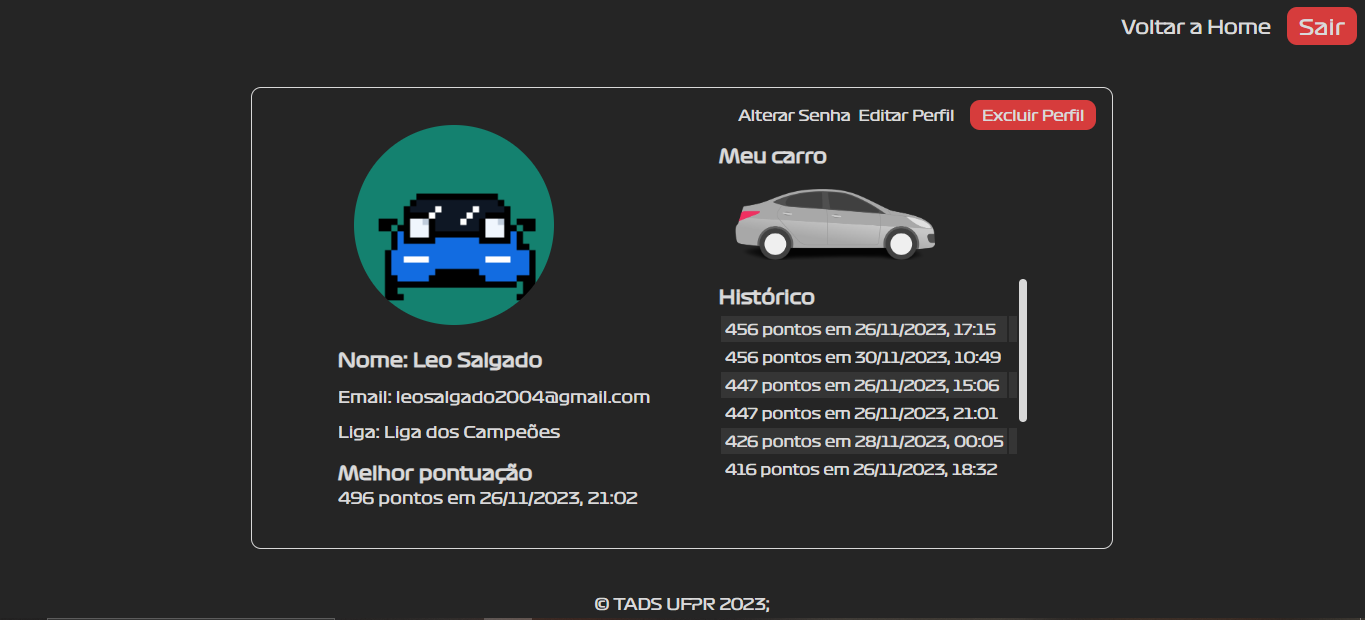 Voltar a Home
Sair
Alterar Senha
Editar Perfil
Excluir Perfil
Nome: Leo Salgado
Email: leosalgado2004@gmail.com
Liga: Liga dos Campeões
Melhor pontuação
496 pontos em 26/11/2023, 21:02
Meu carro
Histórico
456 pontos em 26/11/2023, 17:15
456 pontos em 30/11/2023, 10:49
447 pontos em 26/11/2023, 15:06
447 pontos em 26/11/2023, 21:01
426 pontos em 28/11/2023, 00:05
416 pontos em 26/11/2023, 18:32
© TADS UFPR 2023;